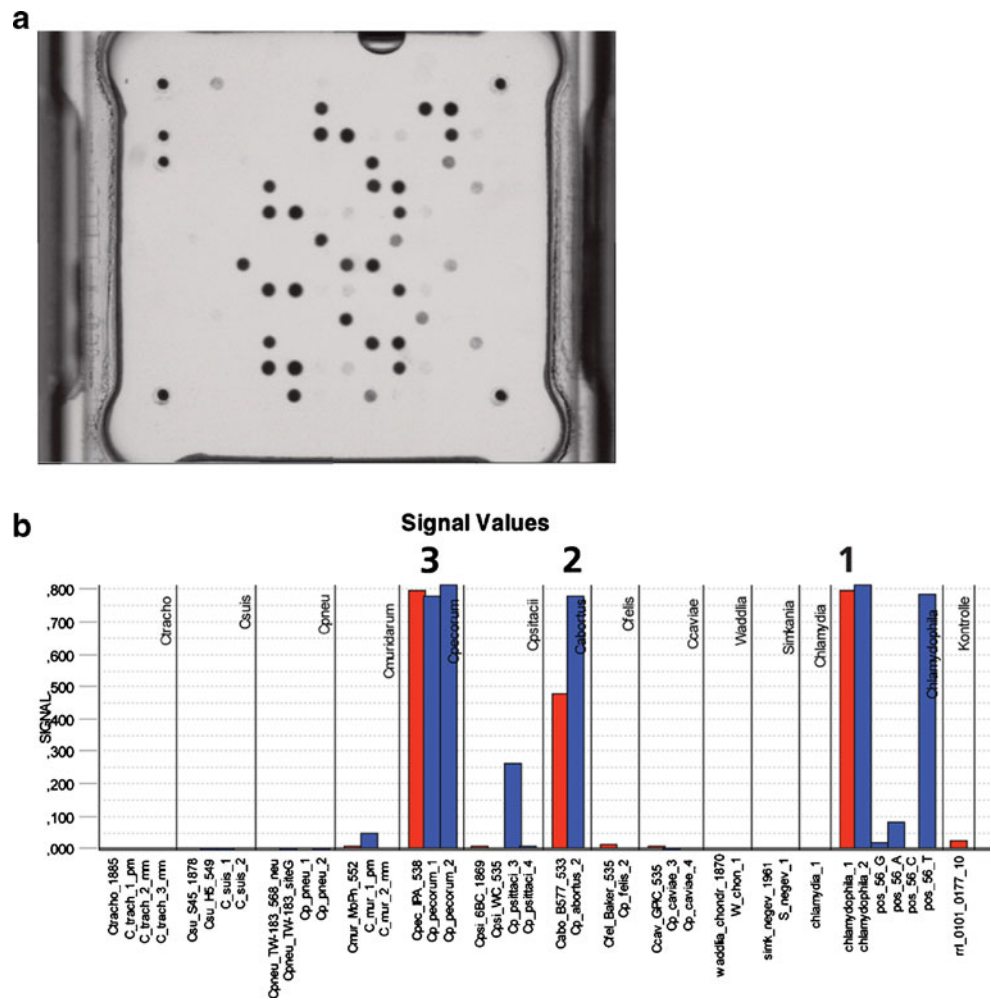 a
b
Signal Values
3
2
1
,800
,700
,600
,500
,400
,300
,200
,100
,000
SIGNAL
Ctracho
Csuis
Cpneu
Cmuridarum
Cpecorum
Cpsitacii
Cabortus
Cfelis
Ccaviae
Waddlia
Simkania
Chlamydia
Chlamydophila
Kontrolle
Ctracho_1885
C_trach_1_pm
C_trach_2_mm
C_trach_3_mm
Csu_S45_1878
Csu_H5_549
C_suis_1
C_suis_2
Cpneu_TW-183_568_neu
Cpneu_TW-183_siteG
Cp_pneu_1
Cp_pneu_2
Cmur_MoPn_552
C_mur_1_pm
C_mur_2_mm
Cpec_IPA_538
Cp_pecorum_1
Cp_pecorum_2
Cpsi_6BC_1869
Cpsi_WC_535
Cp_psittaci_3
Cp_psittaci_4
Cabo_B577_533
Cp_abortus_2
Cfel_Baker_535
Cp_felis_2
Ccav_GPIC_535
Cp_caviae_3
Cp_caviae_4
waddlia_chondr_1870
W_chon_1
simk_negev_1961
S_negev_1
chlamydia_1
chlamydophila_1
chlamydophila_2
pos_56_G
pos_56_A
pos_56_C
pos_56_T